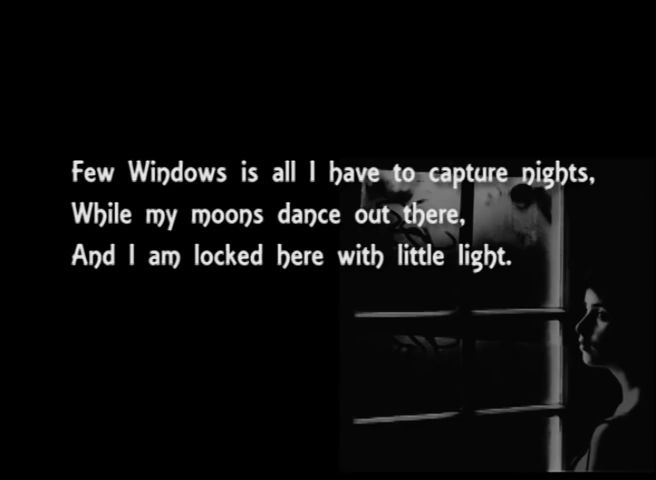 Few Windows is all I have to capture nights,
While my moons dance out there,
And I am locked here with little light.